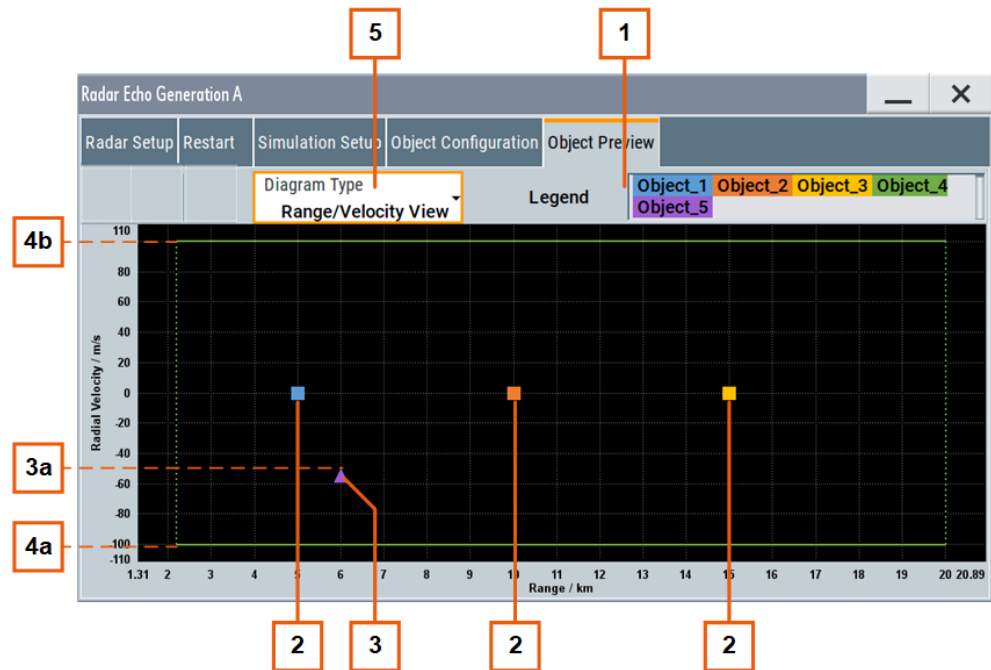 5
1
Radar Echo Generation A
Radar Setup
Restart
Simulation Setup
Object Configuration
Object Preview
Diagram Type
Range/Velocity View
Legend
Object_1 Object_2 Object_3 Object_4
Object_5
4b
3a
4a
Radial Velocity / m/s
110
80
60
40
20
0
-20
-40
-60
-80
-100
-110
1.31 2 3 4 5 6 7 8 9 10 11 12 13 14 15 16 17 18 19 20 20.89
Range / km
2
3
2
2